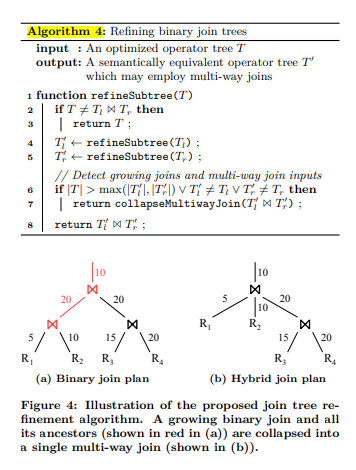 Algorithm 4: Refining binary join trees
input : An optimized operator tree T
output: A semantically equivalent operator tree T′
which may employ multi-way joins
1 function refineSubtree(T)
2 if T ≠ Tl ⋈ Tr then
3 return T ;
4 T′l ← refineSubtree(Tl) ;
5 T′r ← refineSubtree(Tr) ;
// Detect growing joins and multi-way join inputs
6 if |T| > max(|T′l|, |T′r|) ∨ T′l ≠ Tl ∨ T′r ≠ Tr then
7 return collapseMultiwayJoin(T′l ⋈ T′r) ;
8 return T′l ⋈ T′r ;
10
⋈
20 20
⋈ ⋈
5 10 15 20
R1 R2 R3 R4
(a) Binary join plan
10
⋈
5 10 20
R1 R2 ⋈
15 20
R3 R4
(b) Hybrid join plan
Figure 4: Illustration of the proposed join tree re-
finement algorithm. A growing binary join and all
its ancestors (shown in red in (a)) are collapsed into
a single multi-way join (shown in (b)).